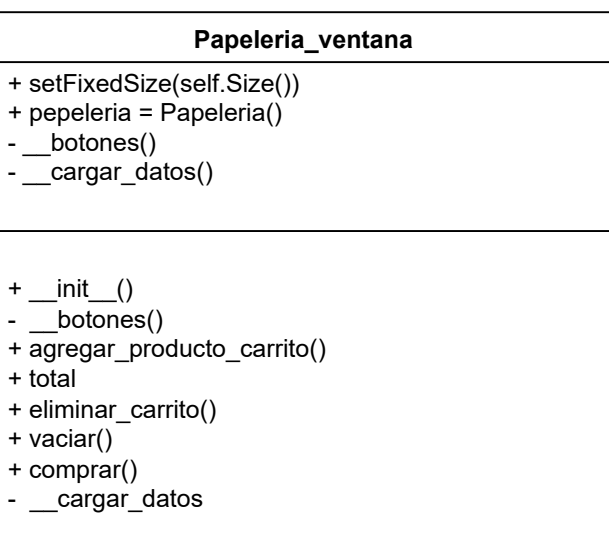 Papeleria_ventana
+ setFixedSize(self.Size())
+ pepeleria = Papeleria()
- __botones()
- __cargar_datos()
+ __init__()
- __botones()
+ agregar_producto_carrito()
+ total
+ eliminar_carrito()
+ vaciar()
+ comprar()
- __cargar_datos